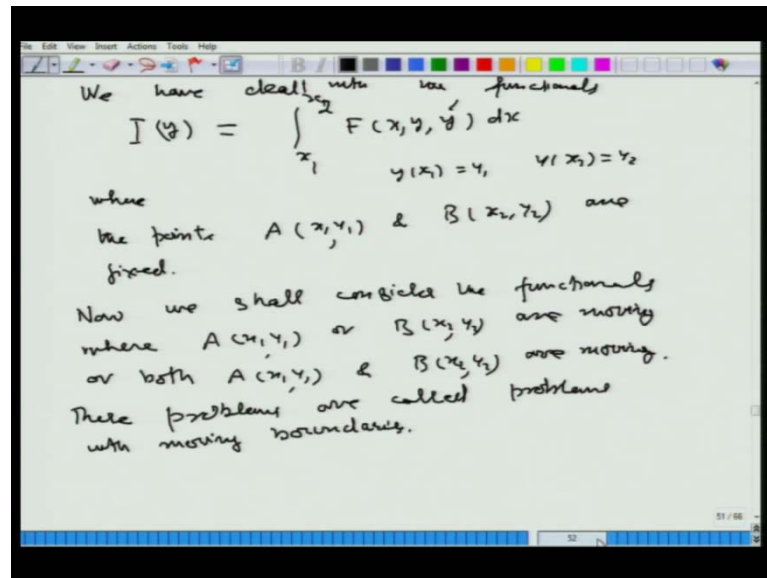 File Edit View Insert Actions Tools Help
B I
We have dealt with the functionals
I(y) = ∫_{x_1}^{x_2} F(x, y, y') dx
y(x_1) = y_1 y(x_2) = y_2
where
the points A(x_1, y_1) & B(x_2, y_2) are
fixed.
Now we shall consider the functionals
where A(x_1, y_1) or B(x_2, y_2) are moving
or both A(x_1, y_1) & B(x_2, y_2) are moving.
These problems are called problems
with moving boundaries.
51 / 66
52